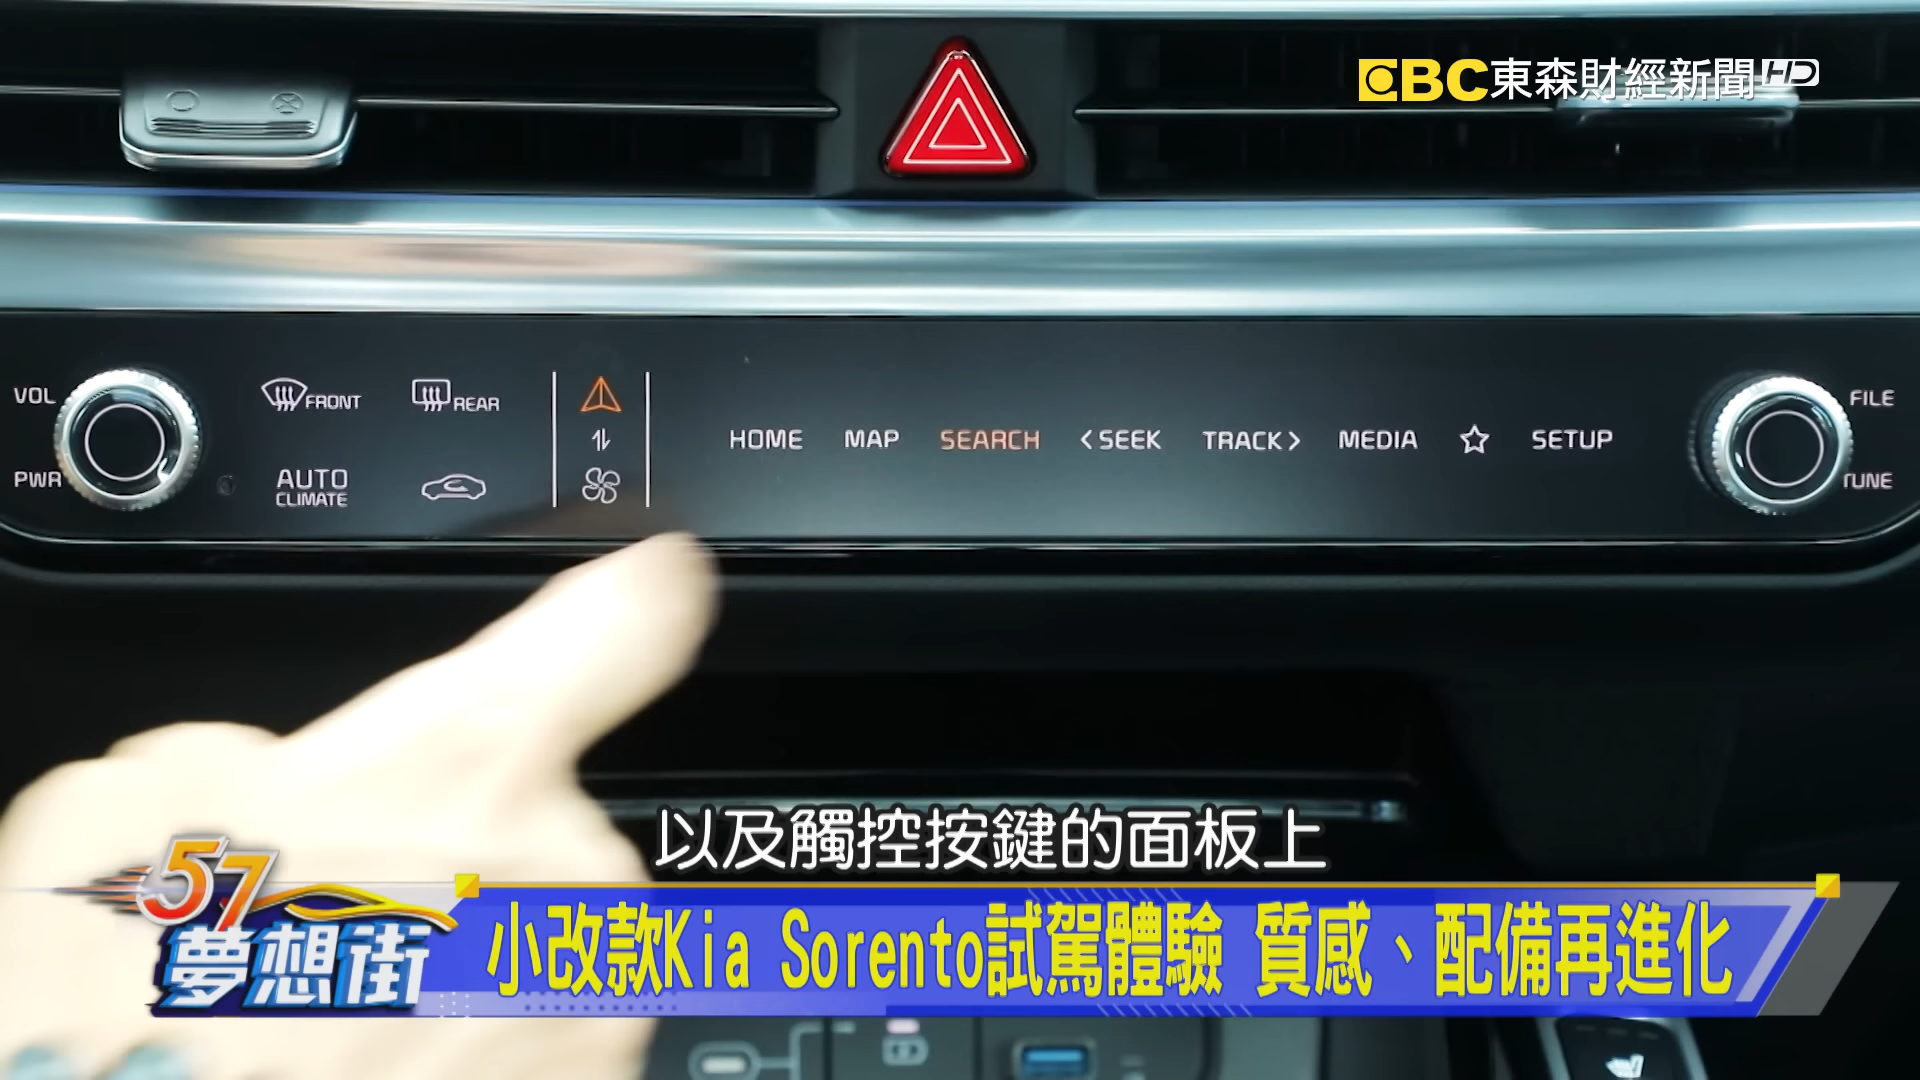 EBC東森財經新聞HD
VOL
PWR
FRONT
REAR
AUTO
CLIMATE
HOME MAP SEARCH <SEEK TRACK> MEDIA SETUP
FILE
TUNE
以及觸控按鍵的面板上
57夢想街
小改款Kia Sorento試駕體驗 質感、配備再進化